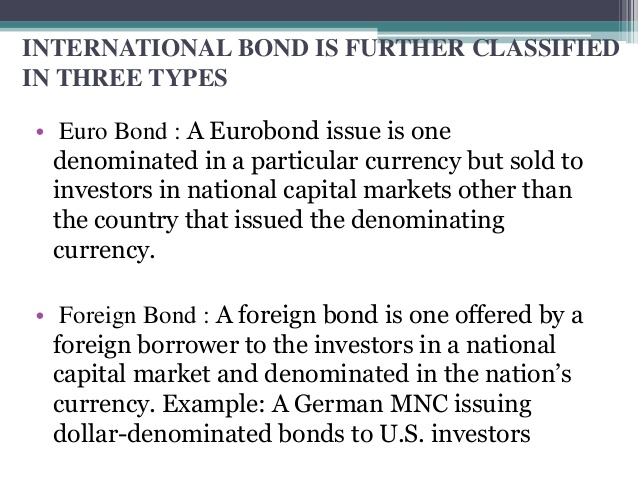 INTERNATIONAL BOND IS FURTHER CLASSIFIED
IN THREE TYPES
• Euro Bond : A Eurobond issue is one
denominated in a particular currency but sold to
investors in national capital markets other than
the country that issued the denominating
currency.
• Foreign Bond : A foreign bond is one offered by a
foreign borrower to the investors in a national
capital market and denominated in the nation’s
currency. Example: A German MNC issuing
dollar-denominated bonds to U.S. investors